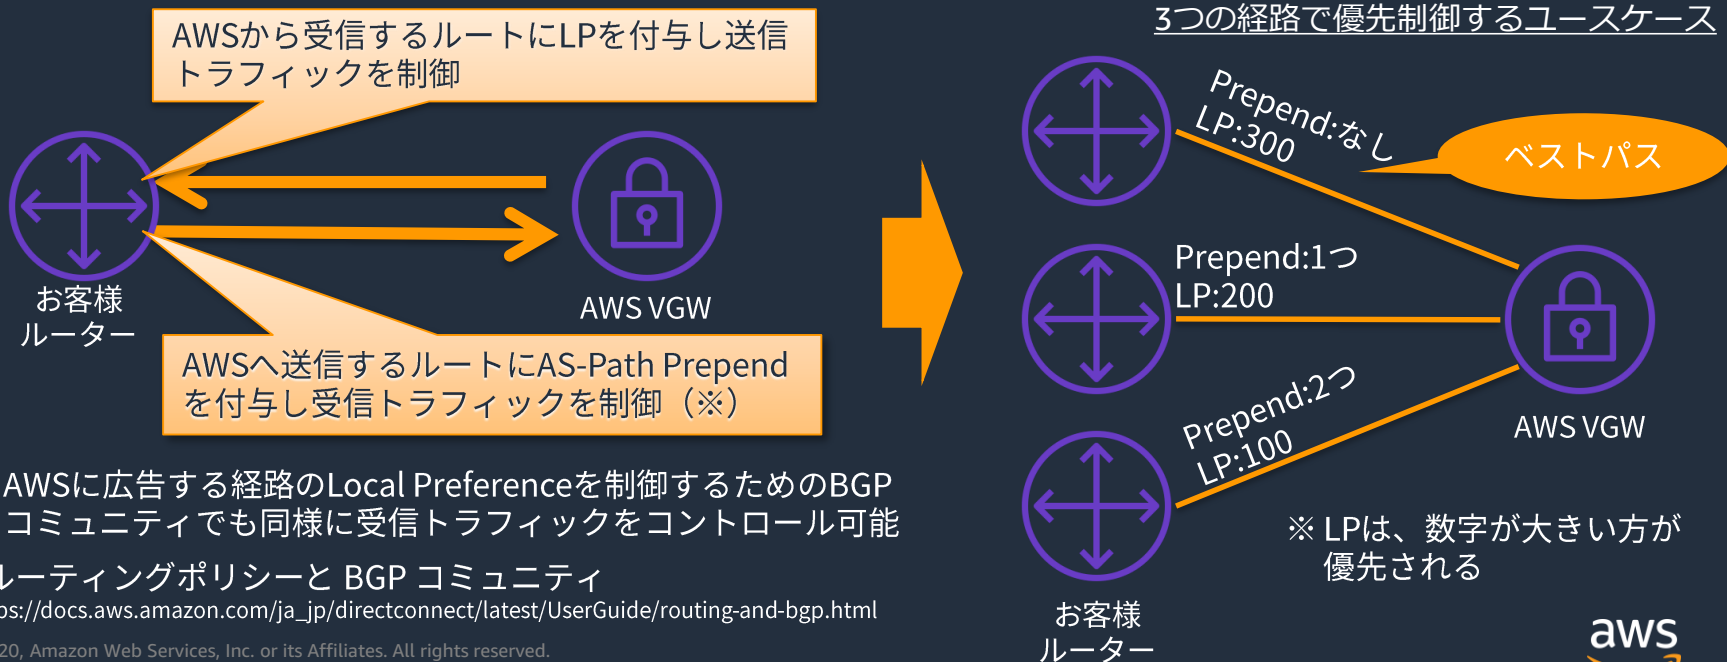 AWSから受信するルートにLPを付与し送信
トラフィックを制御
お客様
ルーター
AWS VGW
AWSへ送信するルートにAS-Path Prepend
を付与し受信トラフィックを制御（※）
AWSに広告する経路のLocal Preferenceを制御するためのBGP
コミュニティでも同様に受信トラフィックをコントロール可能
ルーティングポリシーと BGP コミュニティ
ps://docs.aws.amazon.com/ja_jp/directconnect/latest/UserGuide/routing-and-bgp.html
20, Amazon Web Services, Inc. or its Affiliates. All rights reserved.
3つの経路で優先制御するユースケース
Prepend:なし
LP:300
ベストパス
Prepend:1つ
LP:200
Prepend:2つ
LP:100
AWS VGW
※ LPは、数字が大きい方が
優先される
お客様
ルーター
aws